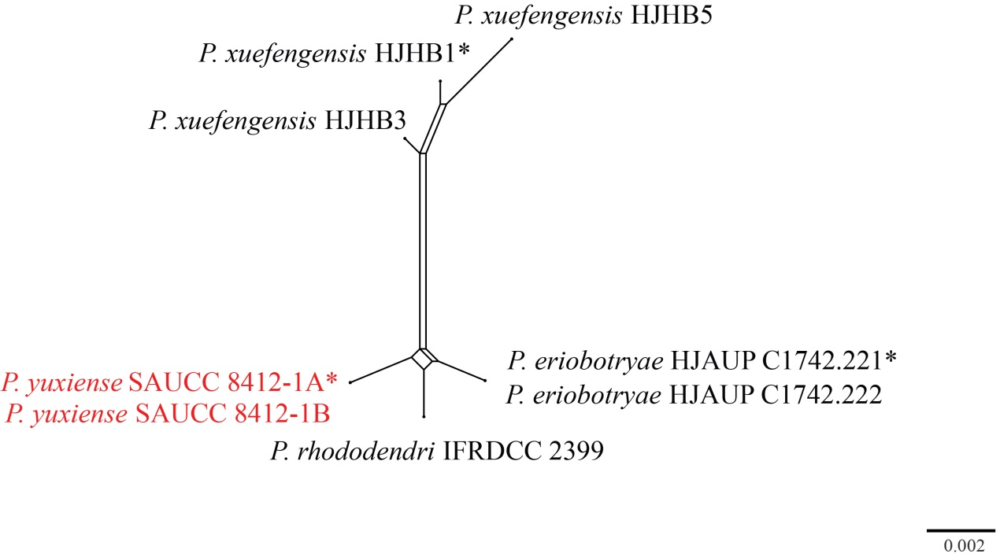 P. xuefengensis HJHB5
P. xuefengensis HJHB1*
P. xuefengensis HJHB3
P. eriobotryae HJAUP C1742.221*
P. eriobotryae HJAUP C1742.222
P. yuxiense SAUCC 8412-1A*
P. yuxiense SAUCC 8412-1B
P. rhododendri IFRDCC 2399
0.002